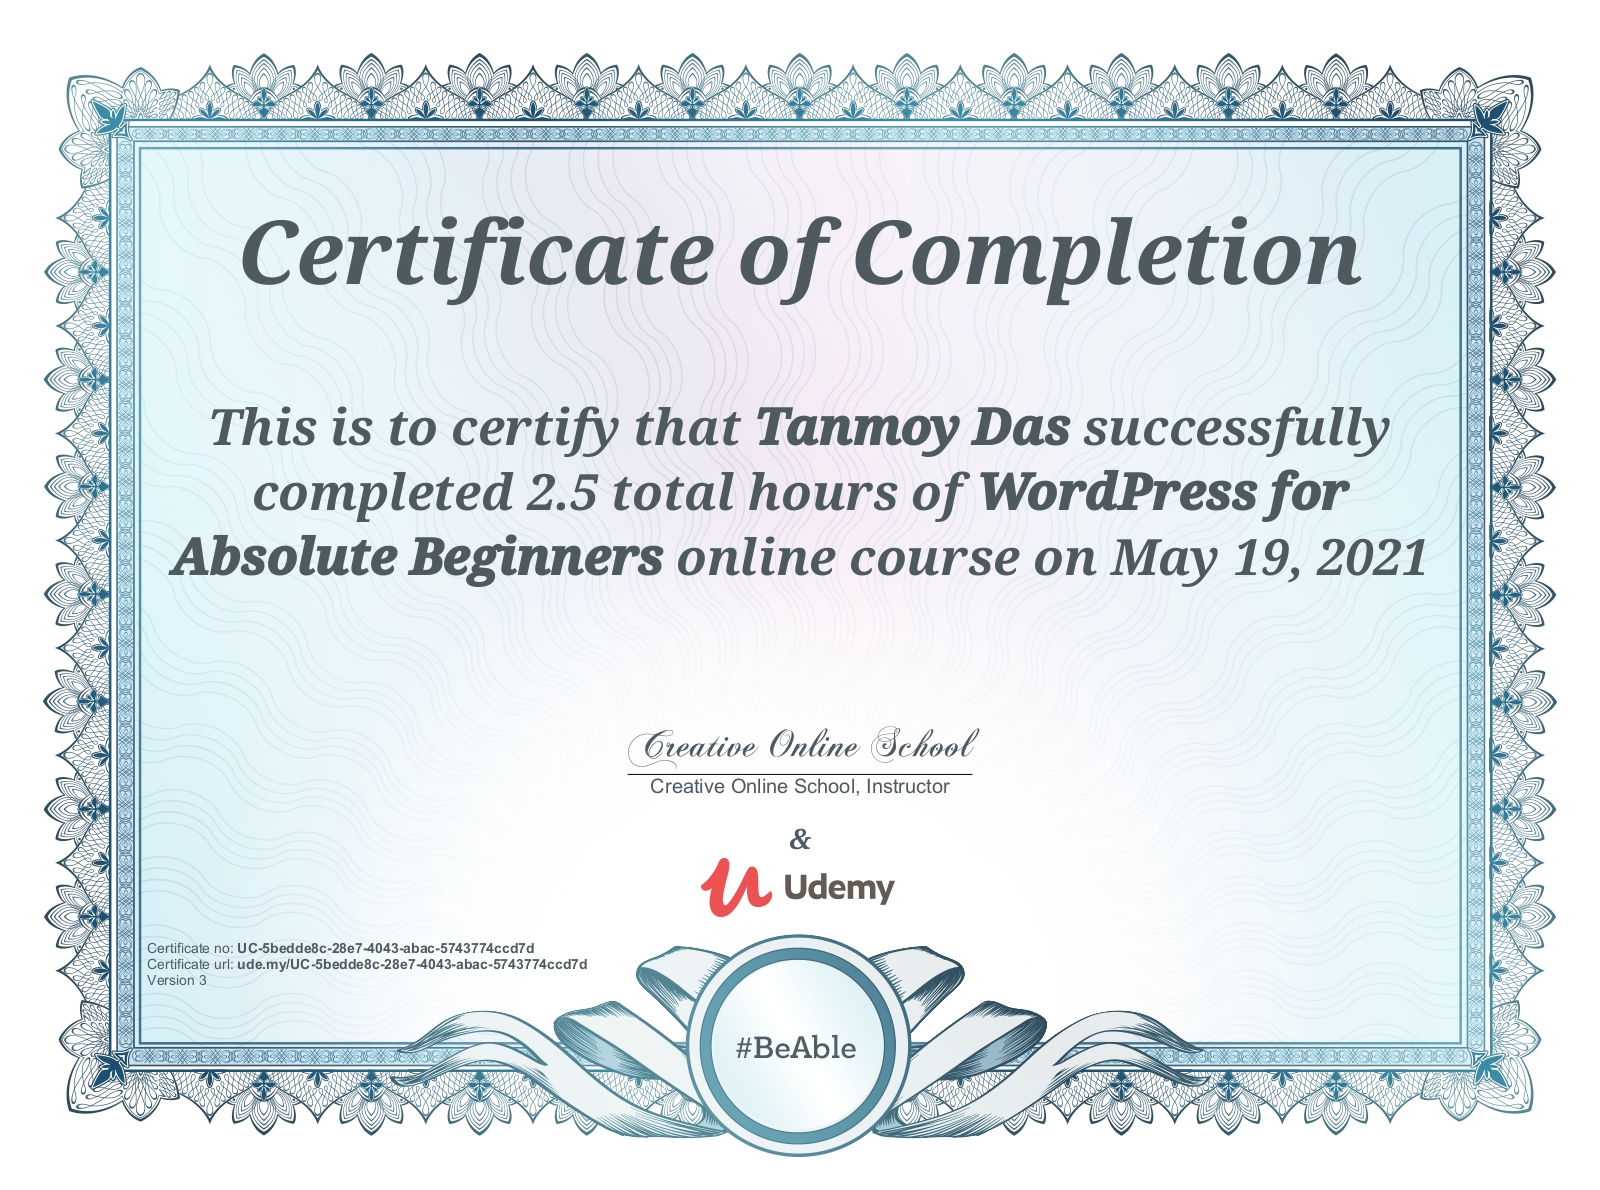 Certificate of Completion
This is to certify that Tanmoy Das successfully
completed 2.5 total hours of WordPress for
Absolute Beginners online course on May 19, 2021
Creative Online School
Creative Online School, Instructor
&
Udemy
Certificate no: UC-5bedde8c-28e7-4043-abac-5743774ccd7d
Certificate url: ude.my/UC-5bedde8c-28e7-4043-abac-5743774ccd7d
Version 3
#BeAble